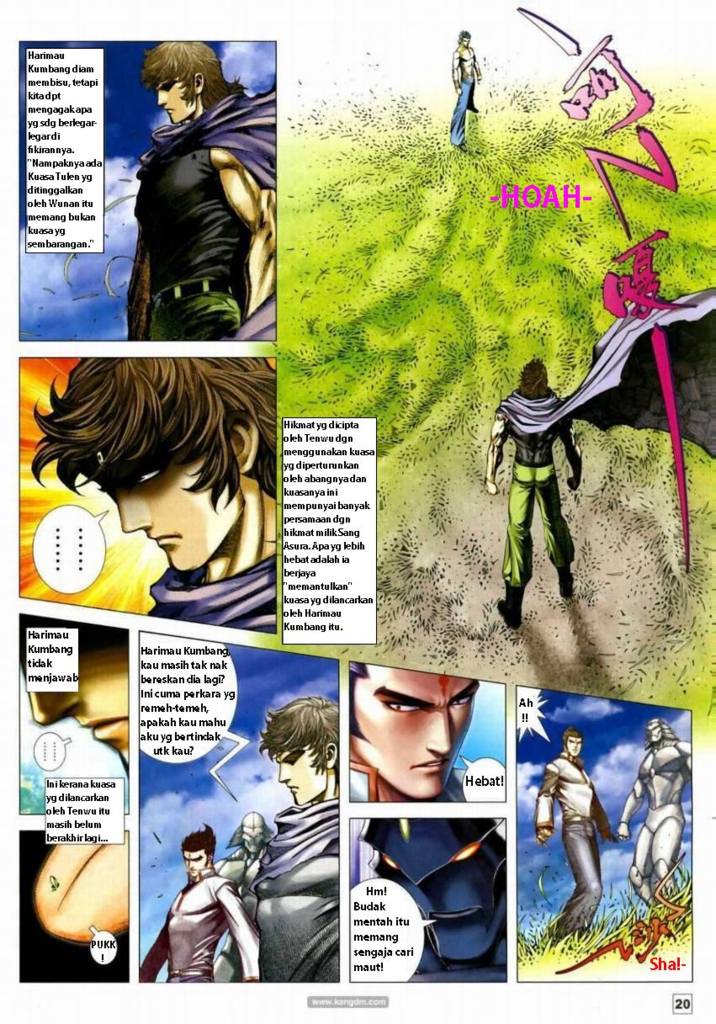 Harimau
Kumbang diam
membisu, tetapi
kita dpt
mengagak apa
yg sdg berlegar-
legar di
fikirannya.
"Nampaknya ada
Kuasa Tulen yg
ditinggalkan
oleh Wunan itu
memang bukan
kuasa yg
sembarangan."
-HOAH-
Hikmat yg dicipta
oleh Tenwu dgn
menggunakan kuasa
yg diperturunkan
oleh abangnya dan
kuasanya ini
mempunyai banyak
persamaan dgn
hikmat milik Sang
Asura. Apa yg lebih
hebat adalah ia
berjaya
"memantulkan"
kuasa yg dilancarkan
oleh Harimau
Kumbang itu.
Harimau
Kumbang
tidak
menjawab
Ini kerana kuasa
yg dilancarkan
oleh Tenwu itu
masih belum
berakhir lagi...
PUKK
!
Harimau Kumbang,
kau masih tak nak
bereskan dia lagi?
Ini cuma perkara yg
remeh-temeh,
apakah kau mahu
aku yg bertindak
utk kau?
Hebat!
Hm!
Budak
mentah itu
memang
sengaja cari
maut!
Ah
!!
Sha!-
www.kangdm.com
20